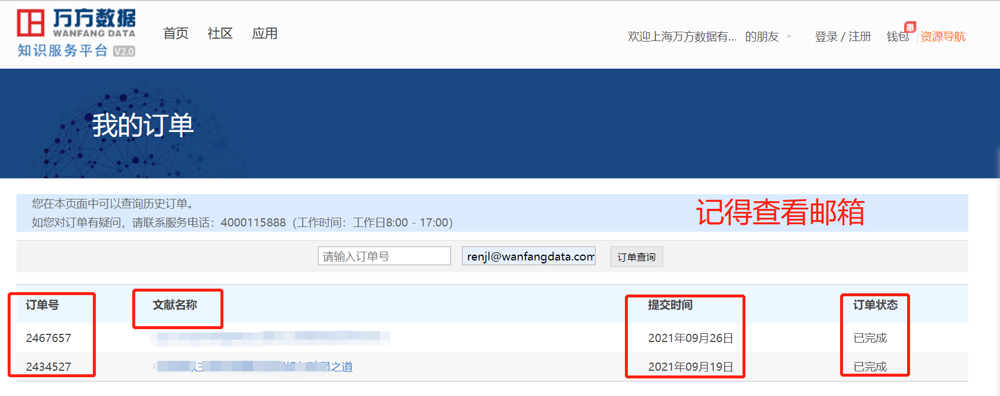 万方数据
WANFANG DATA
知识服务平台 V2.0
首页 社区 应用
欢迎上海万方数据有... 的朋友 登录 / 注册 钱包 惠 资源导航
我的订单
您在本页面中可以查询历史订单。
如您对订单有疑问，请联系服务电话：4000115888（工作时间：工作日8:00 - 17:00）
记得查看邮箱
请输入订单号 renjl@wanfangdata.com 订单查询
订单号 文献名称 提交时间 订单状态
2467657 2021年09月26日 已完成
2434527 之道 2021年09月19日 已完成